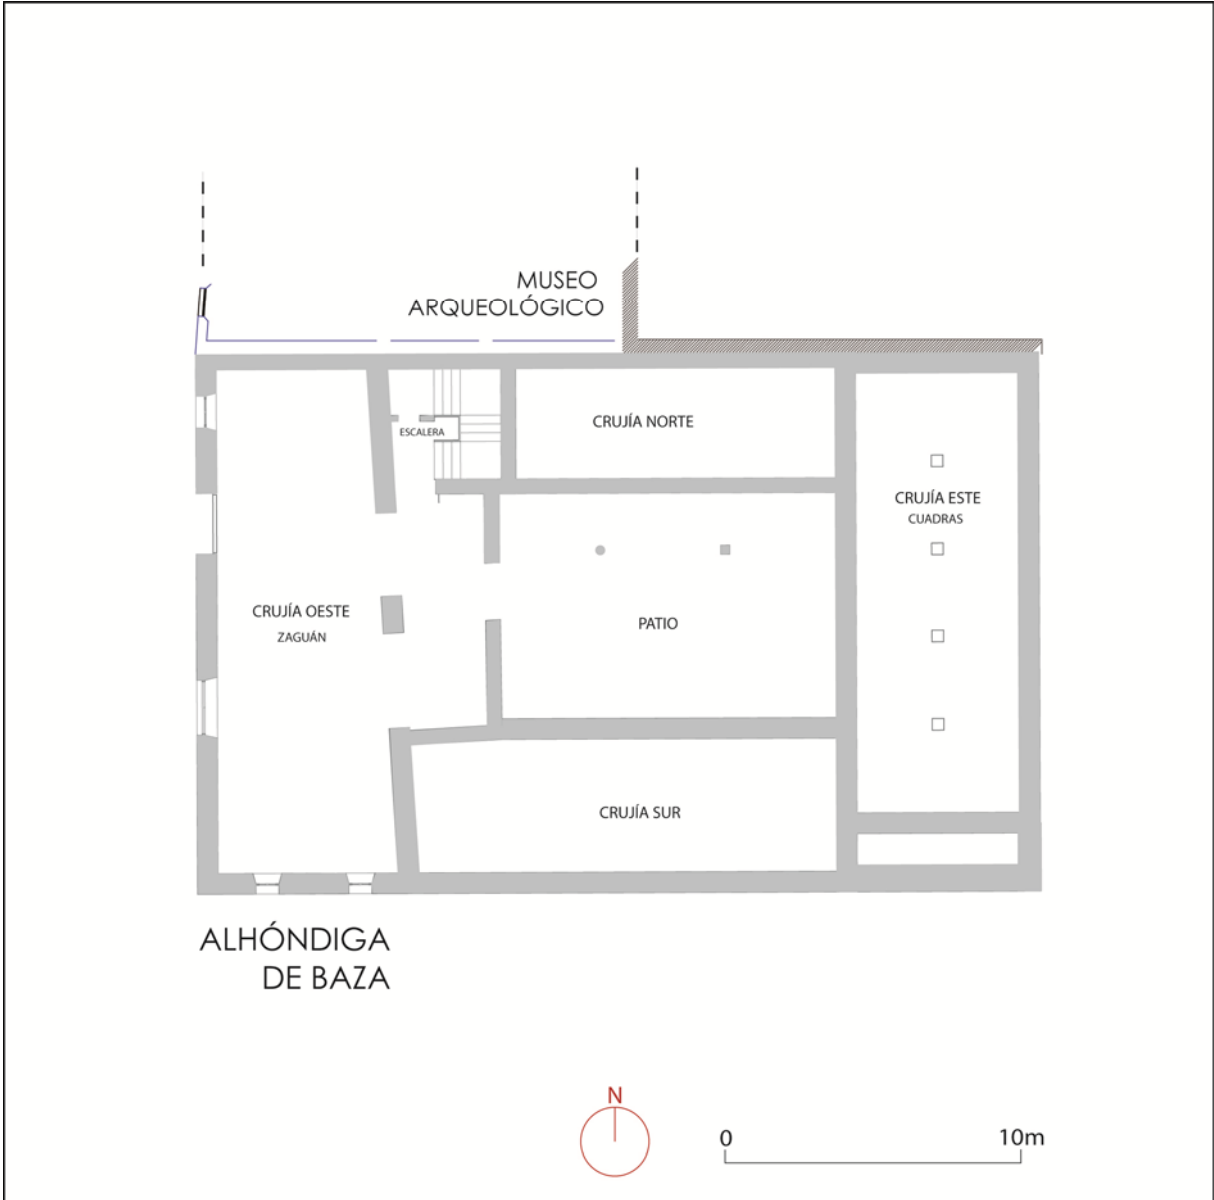 MUSEO
ARQUEOLÓGICO
CRUJÍA NORTE
ESCALERA
CRUJÍA ESTE
CUADRAS
CRUJÍA OESTE
ZAGUÁN
PATIO
CRUJÍA SUR
ALHÓNDIGA
DE BAZA
N
0 10m